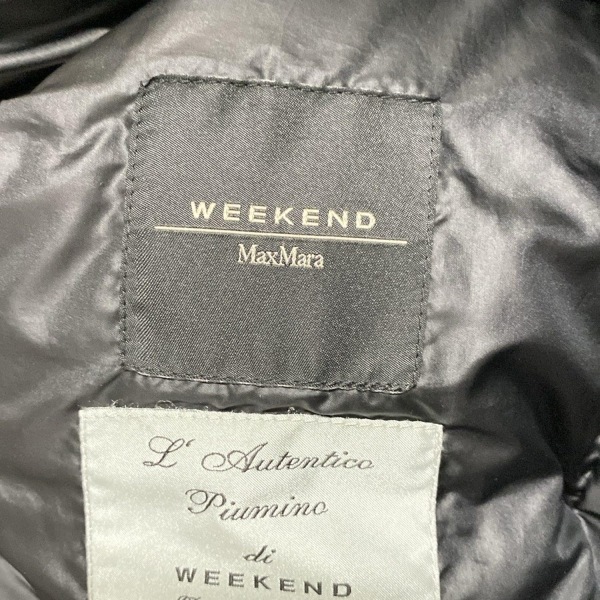 WEEKEND
MaxMara
L' Autentico
Piumino
di
WEEKEND